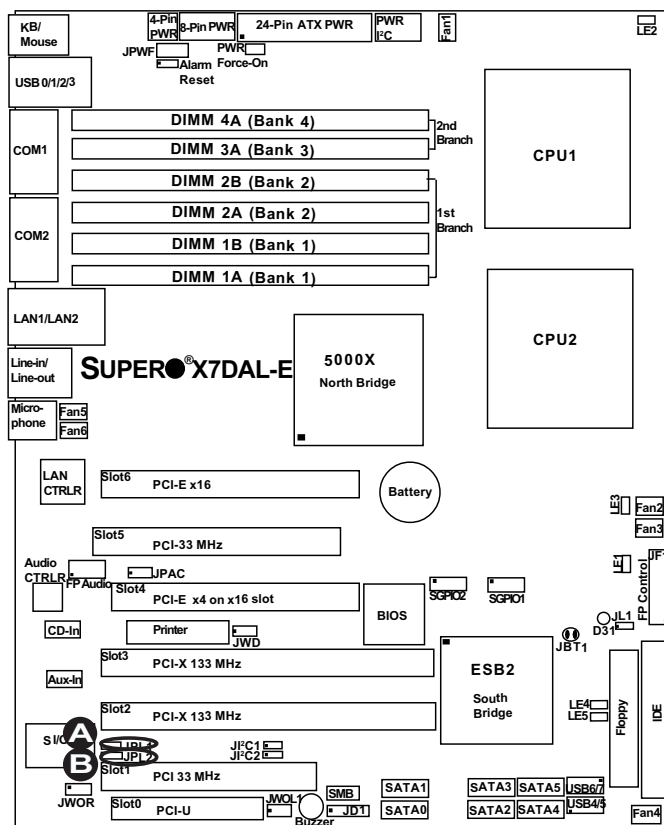 KB/
Mouse
4-Pin
PWR
8-Pin PWR
24-Pin ATX PWR
PWR
I²C
Fan1
LE2
JPWF
Alarm
Reset
PWR
Force-On
USB 0/1/2/3
COM1
COM2
DIMM 4A (Bank 4)
DIMM 3A (Bank 3)
DIMM 2B (Bank 2)
DIMM 2A (Bank 2)
DIMM 1B (Bank 1)
DIMM 1A (Bank 1)
2nd
Branch
1st
Branch
CPU1
CPU2
LAN1/LAN2
Line-in/
Line-out
SUPER ® X7DAL-E
5000X
North Bridge
Micro-
phone
Fan5
Fan6
LAN
CTRLR
Slot6
PCI-E x16
Battery
LE3
Fan2
Fan3
Slot5
PCI-33 MHz
Audio
CTRLR
FP Audio
JPAC
LE1
JF1
FP Control
Slot4
PCI-E x4 on x16 slot
BIOS
SGPIO2
SGPIO1
JL1
D31
JBT1
CD-In
Printer
JWD
Slot3
PCI-X 133 MHz
ESB2
South
Bridge
Aux-In
Slot2
PCI-X 133 MHz
LE4
LE5
Floppy
IDE
S I/O
A
JPL1
B
JPL2
JI²C1
JI²C2
Slot1
PCI 33 MHz
JWOR
Slot0
PCI-U
JWOL1
Buzzer
SMB
JD1
SATA1
SATA0
SATA3
SATA2
SATA5
SATA4
USB6/7
USB4/5
Fan4